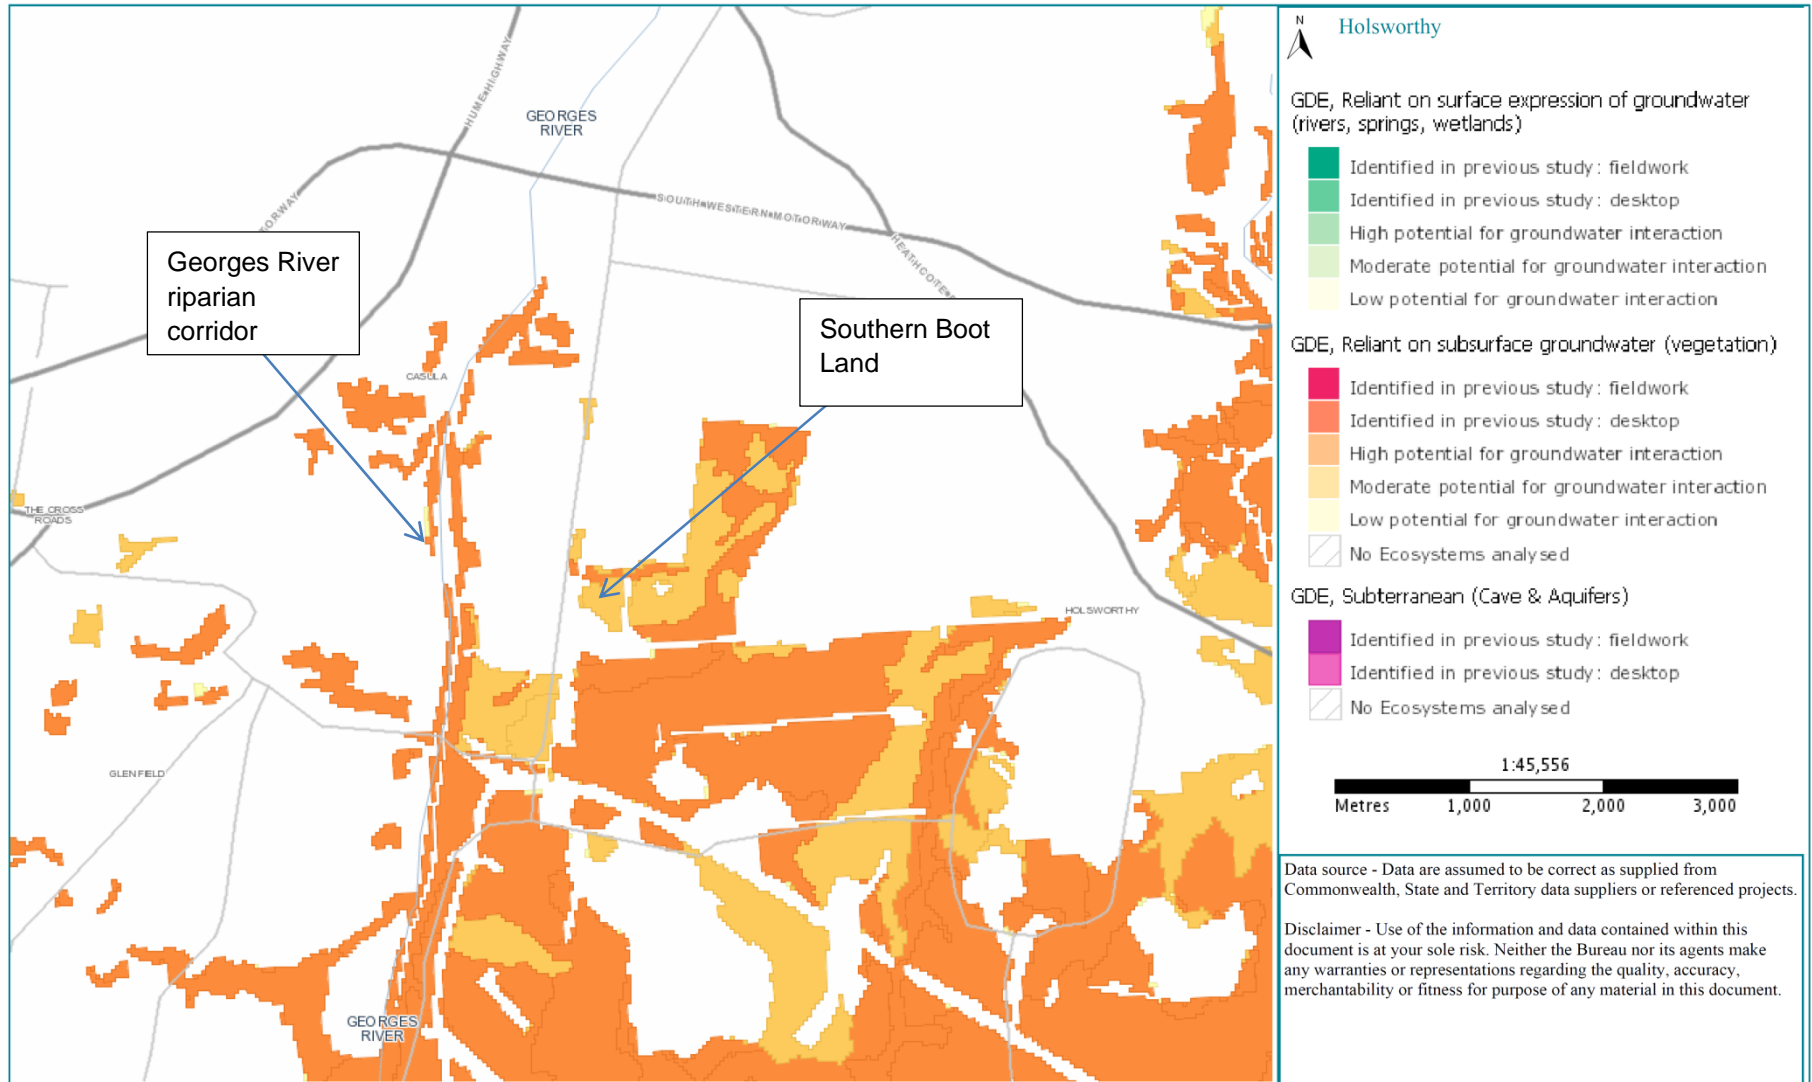 HUME HIGHWAY
GEORGES
RIVER
SOUTH WESTERN MOTORWAY
Georges River
riparian
corridor
Southern Boot
Land
CASULA
THE CROSS
ROADS
HOLSWORTHY
GLENFIELD
GEORGES
RIVER
N
Holsworthy
GDE, Reliant on surface expression of groundwater
(rivers, springs, wetlands)
Identified in previous study: fieldwork
Identified in previous study: desktop
High potential for groundwater interaction
Moderate potential for groundwater interaction
Low potential for groundwater interaction
GDE, Reliant on subsurface groundwater (vegetation)
Identified in previous study: fieldwork
Identified in previous study: desktop
High potential for groundwater interaction
Moderate potential for groundwater interaction
Low potential for groundwater interaction
No Ecosystems analysed
GDE, Subterranean (Cave & Aquifers)
Identified in previous study: fieldwork
Identified in previous study: desktop
No Ecosystems analysed
1:45,556
Metres 1,000 2,000 3,000
Data source - Data are assumed to be correct as supplied from
Commonwealth, State and Territory data suppliers or referenced projects.
Disclaimer - Use of the information and data contained within this
document is at your sole risk. Neither the Bureau nor its agents make
any warranties or representations regarding the quality, accuracy,
merchantability or fitness for purpose of any material in this document.